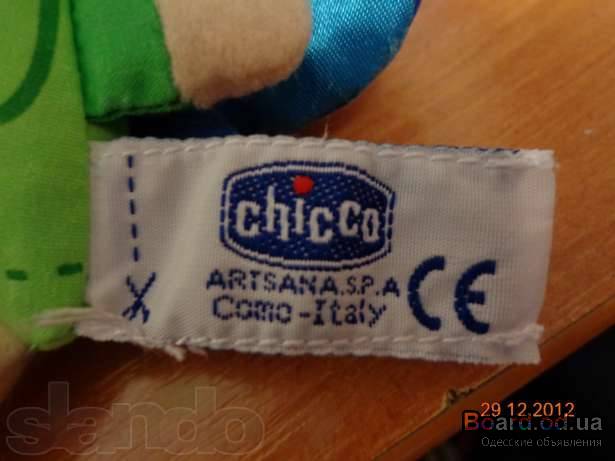 chicco
ARTSANA.S.P.A
Como-Italy
CE
29 12 2012
slando
Board.od.ua
Одесские объявления